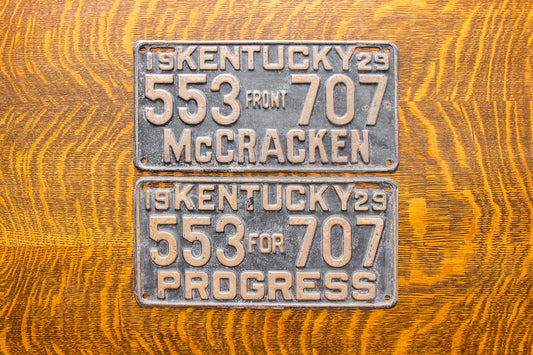 19 KENTUCKY 29
553 FRONT 707
McCRACKEN
19 KENTUCKY 29
553 FOR 707
PROGRESS